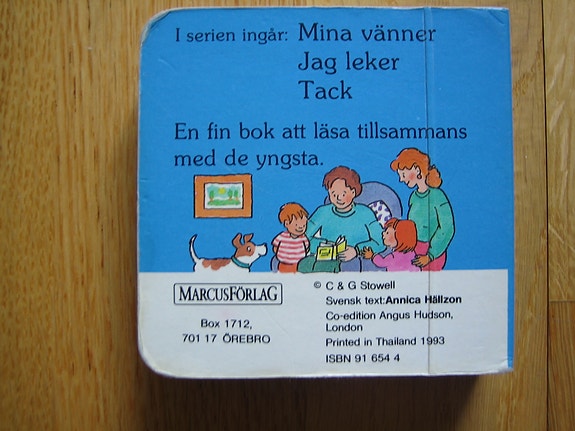 I serien ingår: Mina vänner
Jag leker
Tack
En fin bok att läsa tillsammans
med de yngsta.
MARCUSFÖRLAG
Box 1712,
701 17 ÖREBRO
© C & G Stowell
Svensk text:Annica Hällzon
Co-edition Angus Hudson,
London
Printed in Thailand 1993
ISBN 91 654 4